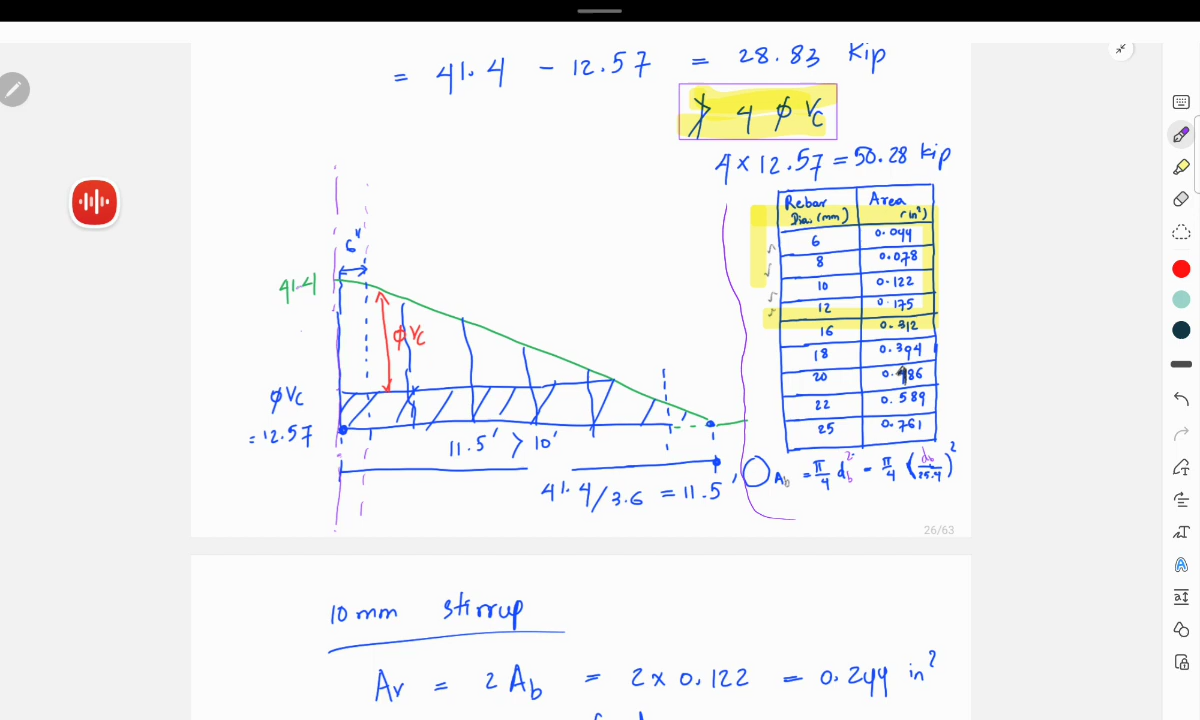 = 41.4 - 12.57 = 28.83 Kip
≯ 4 ϕ Vc
4 × 12.57 = 50.28 kip
Rebar Dia. (mm) Area (in²)
6 0.044
8 0.078
10 0.122
12 0.175
16 0.312
18 0.394
20 0.486
22 0.589
25 0.761
6"
41.4
ϕVc
ϕVc
= 12.57
11.5' > 10'
41.4/3.6 = 11.5'
Ab = π/4 db² = π/4 (db/25.4)²
26/63
10 mm stirrup
Av = 2 Ab = 2 × 0.122 = 0.244 in²